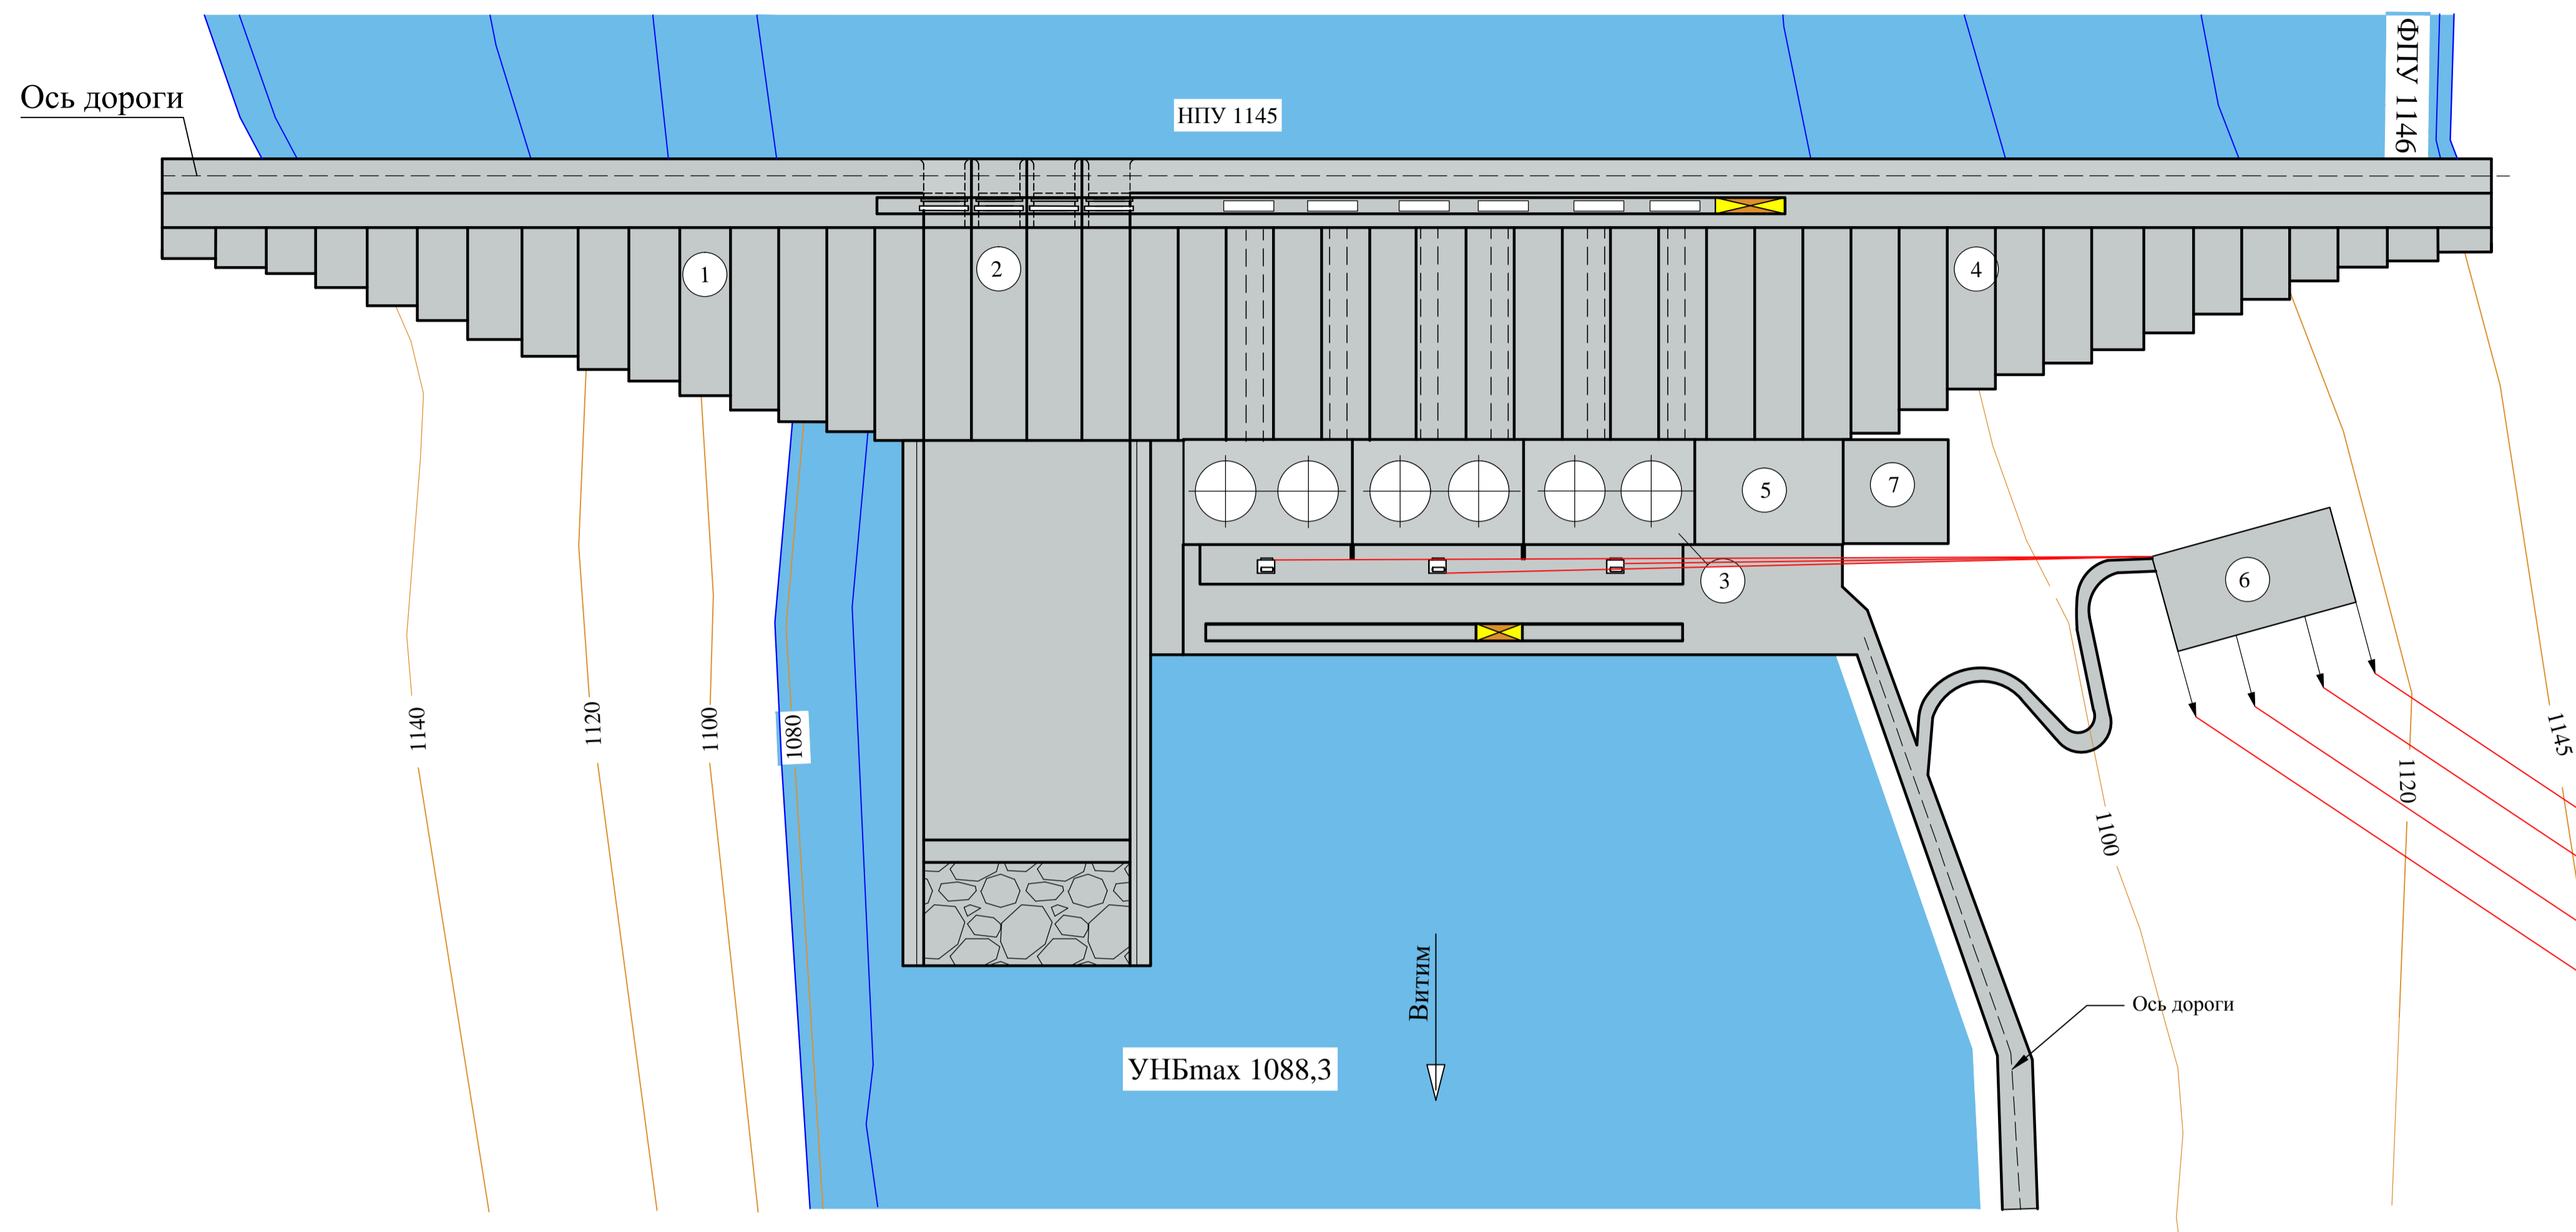 ФПУ 1146
Ось дороги
НПУ 1145
1
2
4
5
7
3
6
1140
1120
1100
1080
1145
1120
1100
Витим
Ось дороги
УНБmax 1088,3